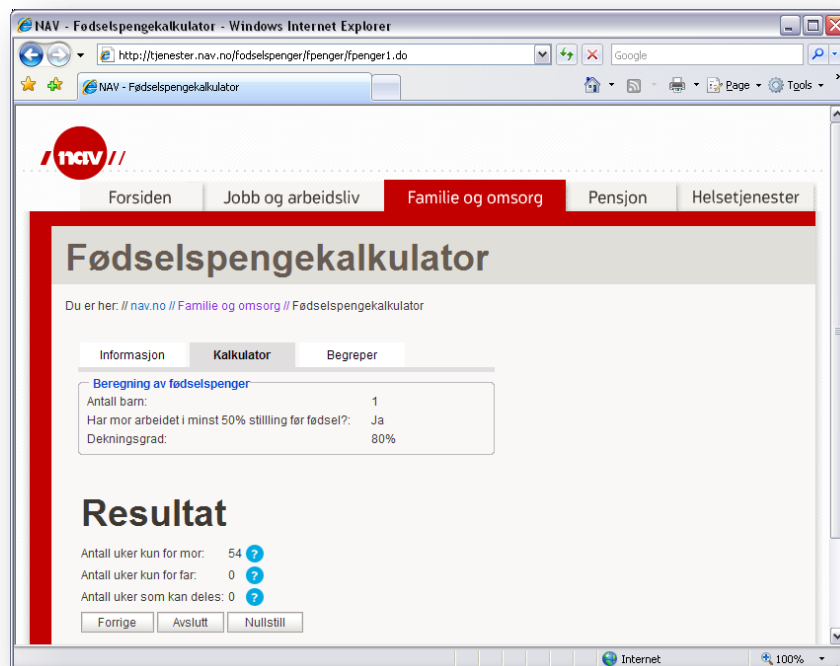 NAV - Fødselspengekalkulator - Windows Internet Explorer
http://tjenester.nav.no/fodselspenger/fpenger/fpenger1.do
Google
NAV - Fødselspengekalkulator
Page
Tools
»
/nav//
Forsiden
Jobb og arbeidsliv
Familie og omsorg
Pensjon
Helsetjenester
Fødselspengekalkulator
Du er her: // nav.no // Familie og omsorg // Fødselspengekalkulator
Informasjon
Kalkulator
Begreper
Beregning av fødselspenger
Antall barn: 1
Har mor arbeidet i minst 50% stillling før fødsel?: Ja
Dekningsgrad: 80%
Resultat
Antall uker kun for mor: 54 ?
Antall uker kun for far: 0 ?
Antall uker som kan deles: 0 ?
Forrige
Avslutt
Nullstill
Internet
100%